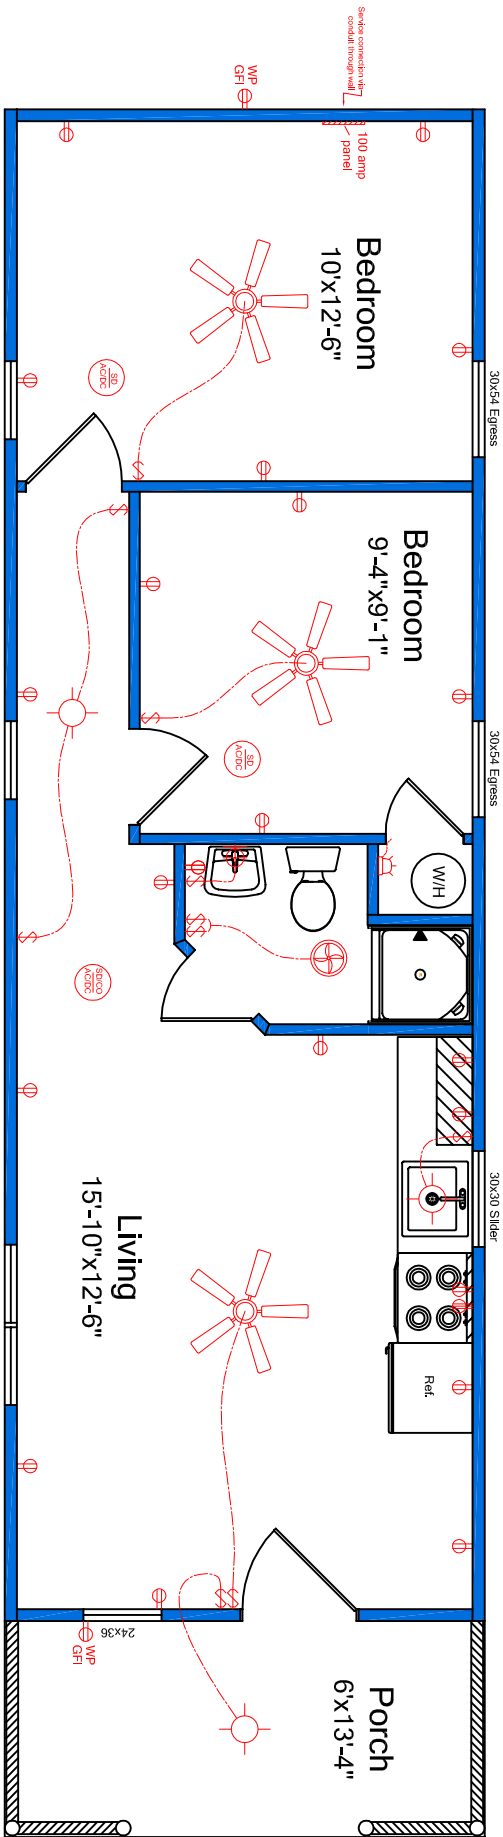 Service connection via
conduit through wall
WP
GFI
100 amp
panel
Bedroom
10'x12'-6"
30x54 Egress
SD
AC/DC
Bedroom
9'-4"x9'-1"
30x54 Egress
SD
AC/DC
W/H
SD/CO
AC/DC
30x30 Slider
Living
15'-10"x12'-6"
Ref.
24x36
WP
GFI
Porch
6'x13'-4"